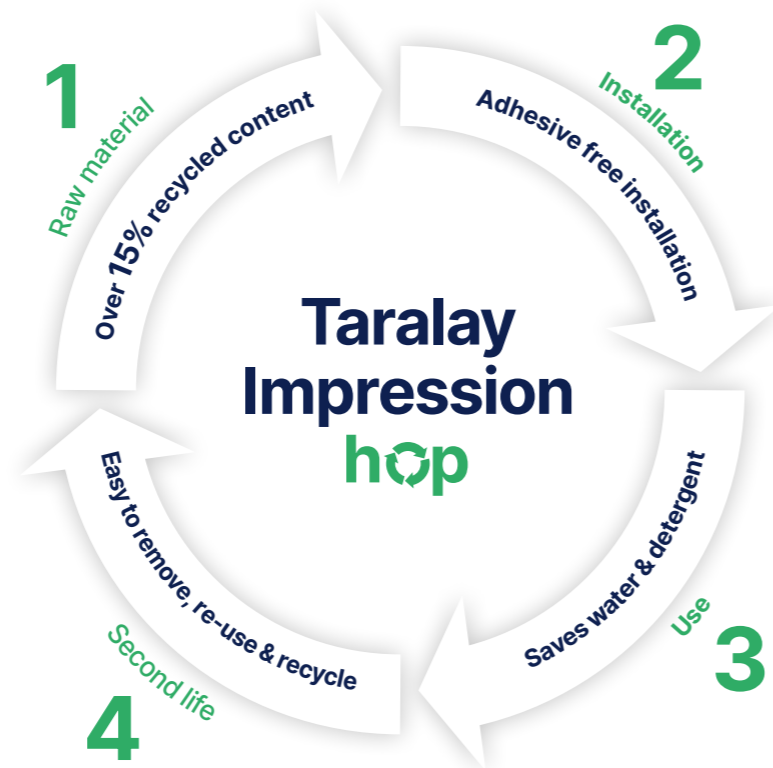 1
Raw material
Over 15% recycled content
2
Installation
Adhesive free installation
Taralay
Impression
hop
3
Use
Saves water & detergent
4
Second life
Easy to remove, re-use & recycle